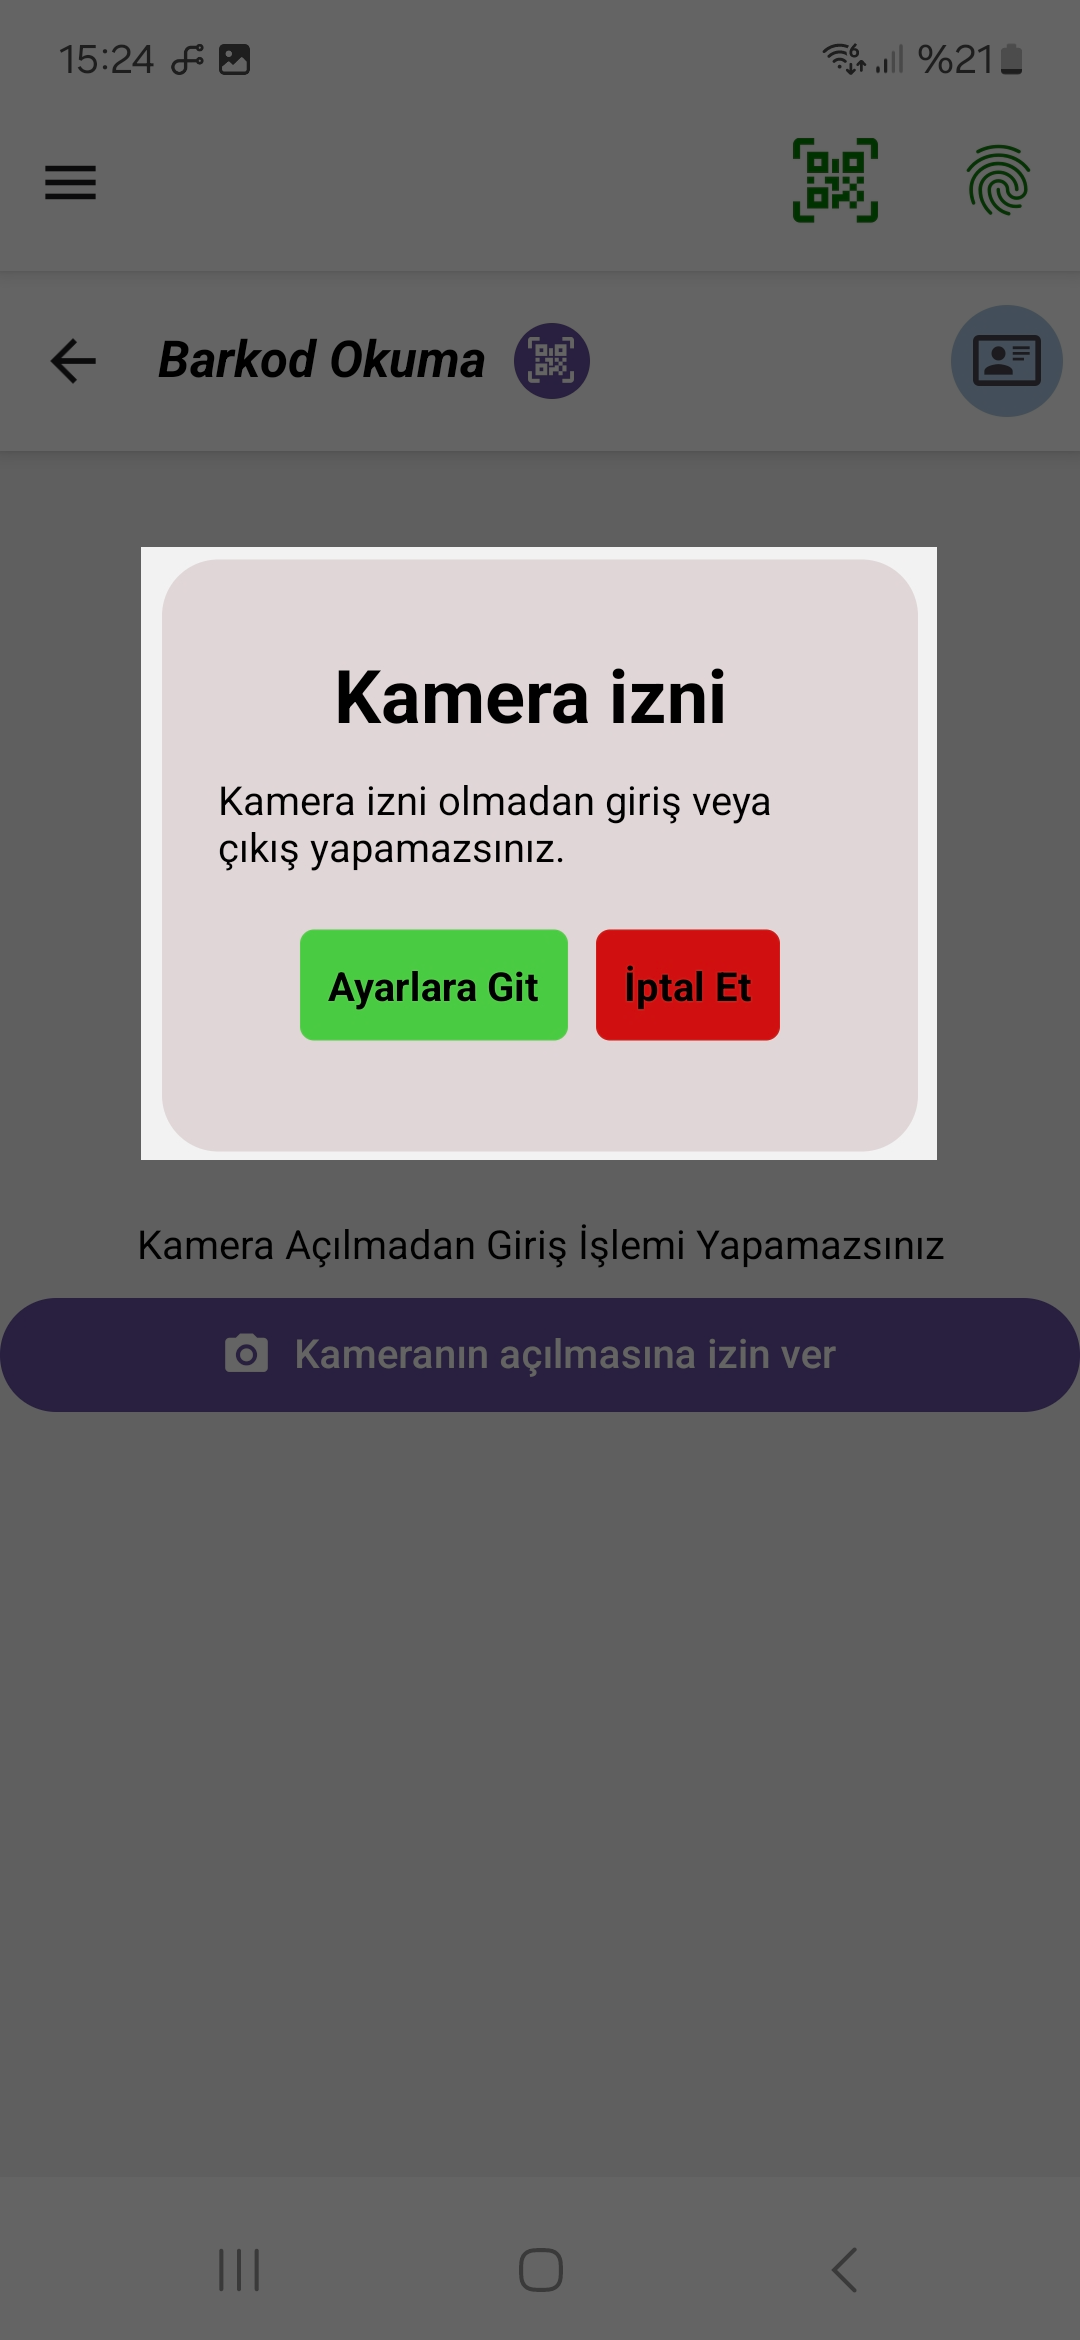 15:24
%21
Barkod Okuma
Kamera izni
Kamera izni olmadan giriş veya
çıkış yapamazsınız.
Ayarlara Git
İptal Et
Kamera Açılmadan Giriş İşlemi Yapamazsınız
Kameranın açılmasına izin ver